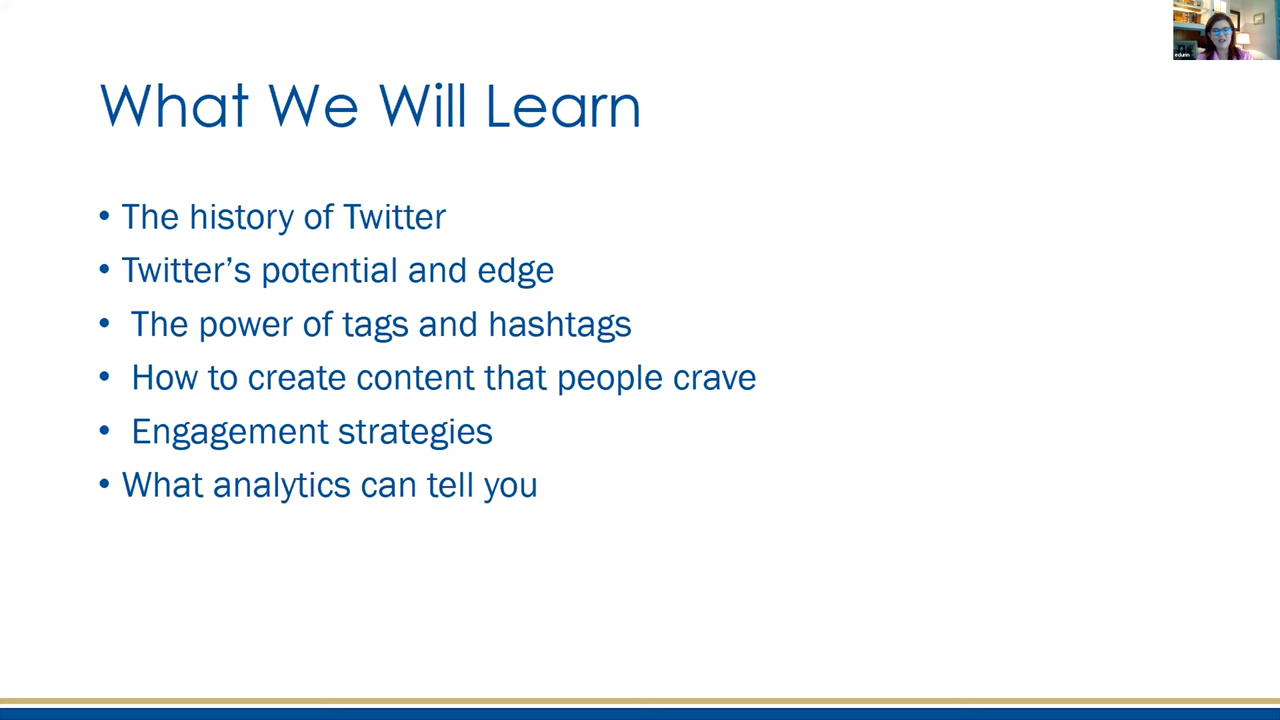 What We Will Learn
• The history of Twitter
• Twitter’s potential and edge
• The power of tags and hashtags
• How to create content that people crave
• Engagement strategies
• What analytics can tell you
edunn